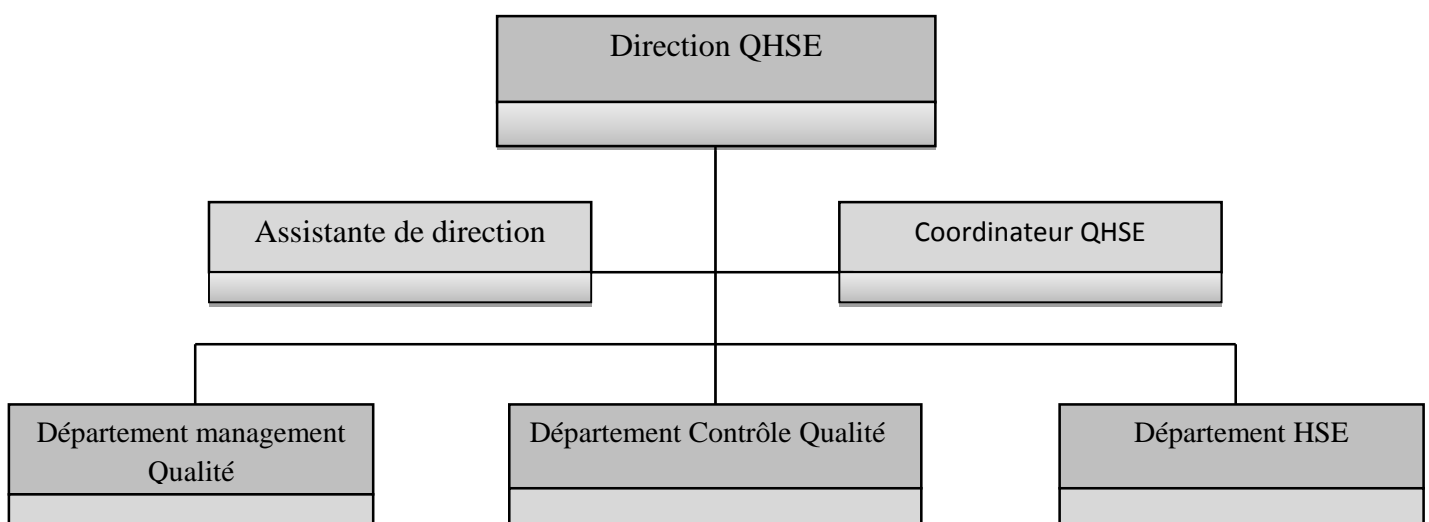 Direction QHSE
Assistante de direction
Coordinateur QHSE
Département management
Qualité
Département Contrôle Qualité
Département HSE